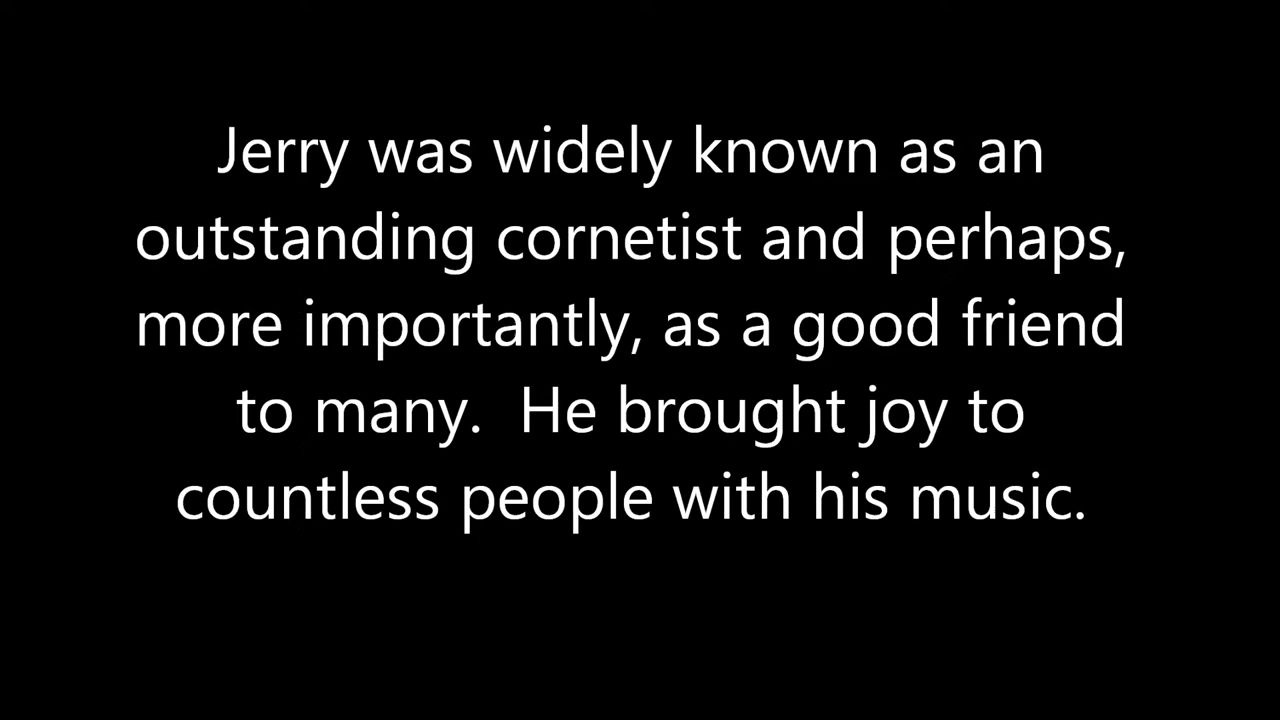 Jerry was widely known as an
outstanding cornetist and perhaps,
more importantly, as a good friend
to many.  He brought joy to
countless people with his music.